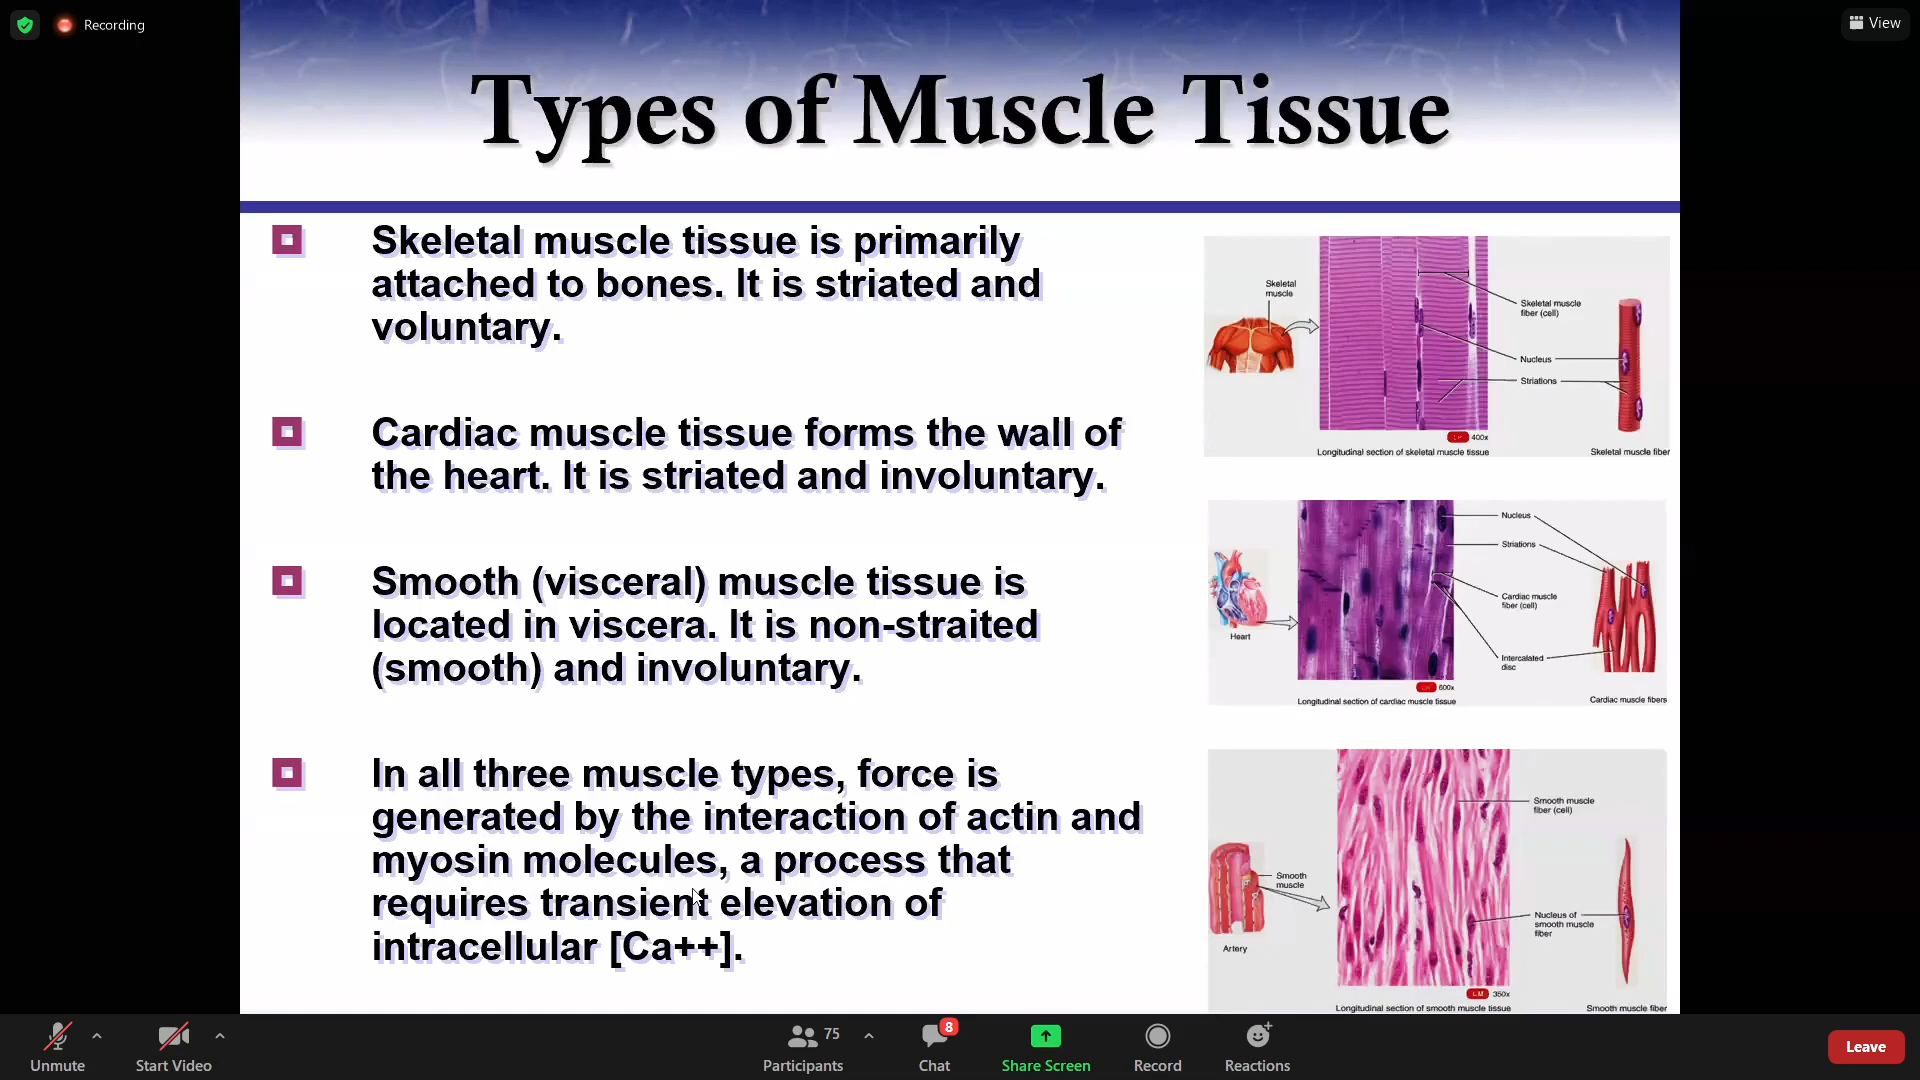 Recording
View
Types of Muscle Tissue
Skeletal muscle tissue is primarily
attached to bones. It is striated and
voluntary.
Cardiac muscle tissue forms the wall of
the heart. It is striated and involuntary.
Smooth (visceral) muscle tissue is
located in viscera. It is non-straited
(smooth) and involuntary.
In all three muscle types, force is
generated by the interaction of actin and
myosin molecules, a process that
requires transient elevation of
intracellular [Ca++].
Skeletal
muscle
Skeletal muscle
fiber (cell)
Nucleus
Striations
400x
Longitudinal section of skeletal muscle tissue
Skeletal muscle fiber
Nucleus
Striations
Cardiac muscle
fiber (cell)
Heart
Intercalated
disc
600x
Longitudinal section of cardiac muscle tissue
Cardiac muscle fibers
Smooth muscle
fiber (cell)
Smooth
muscle
Nucleus of
smooth muscle
fiber
Artery
LM 350x
Longitudinal section of smooth muscle tissue
Smooth muscle fiber
Unmute
Start Video
75
Participants
8
Chat
Share Screen
Record
Reactions
Leave